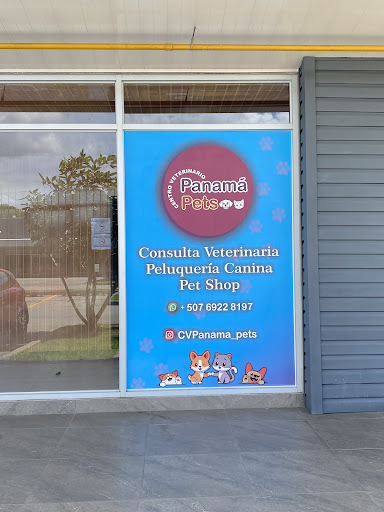 CENTRO VETERINARIO
Panamá
Pets
Consulta Veterinaria
Peluquería Canina
Pet Shop
+ 507 6922 8197
CVPanama_pets